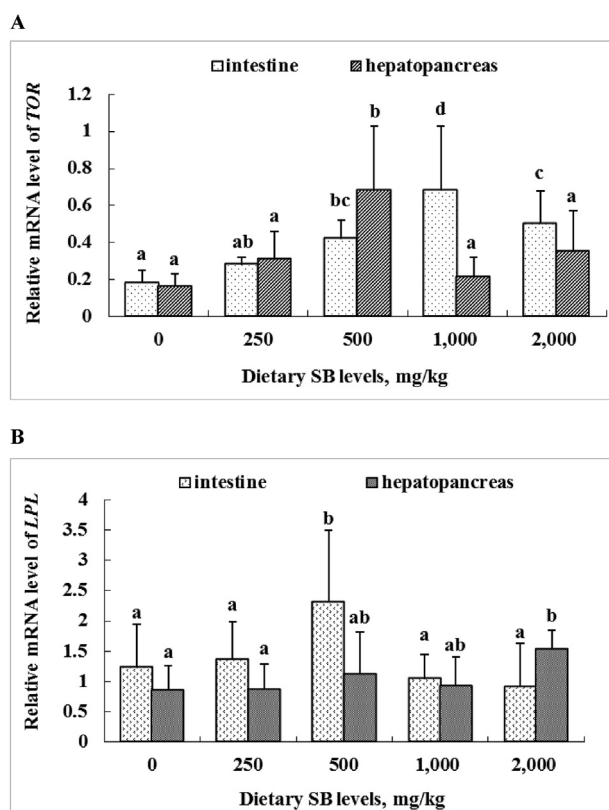 A
intestine hepatopancreas
Relative mRNA level of TOR
1.2
1
0.8
0.6
0.4
0.2
0
a a ab a bc b d a c a
0 250 500 1,000 2,000
Dietary SB levels, mg/kg
B
intestine hepatopancreas
Relative mRNA level of LPL
4
3.5
3
2.5
2
1.5
1
0.5
0
a a a a b ab a ab a b
0 250 500 1,000 2,000
Dietary SB levels, mg/kg